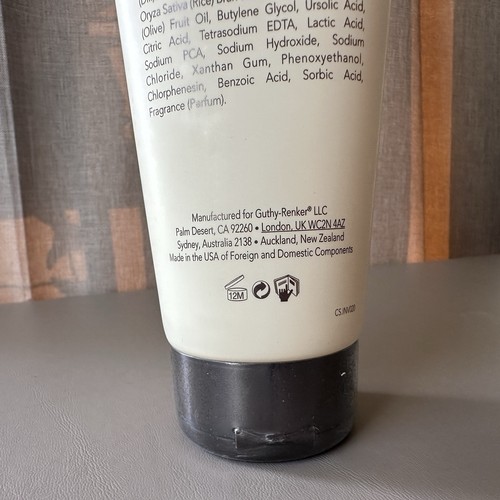 Oryza Sativa (Rice)
(Olive) Fruit Oil, Butylene Glycol, Ursolic Acid,
Citric Acid, Tetrasodium EDTA, Lactic Acid,
Sodium PCA, Sodium Hydroxide, Sodium
Chloride, Xanthan Gum, Phenoxyethanol,
Chlorphenesin, Benzoic Acid, Sorbic Acid,
Fragrance (Parfum).
Manufactured for Guthy-Renker® LLC
Palm Desert, CA 92260 • London, UK WC2N 4AZ
Sydney, Australia 2138 • Auckland, New Zealand
Made in the USA of Foreign and Domestic Components
12M